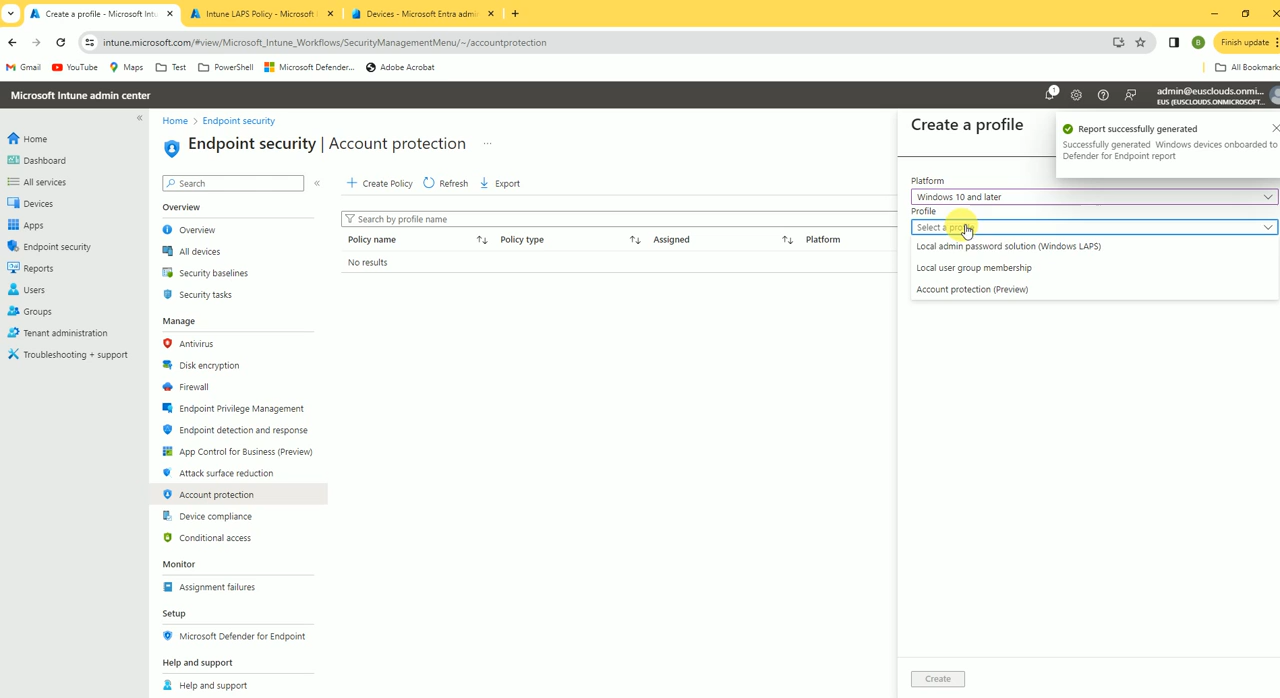 Create a profile - Microsoft Intu
Intune LAPS Policy - Microsoft
Devices - Microsoft Entra admin
intune.microsoft.com/#view/Microsoft_Intune_Workflows/SecurityManagementMenu/~/accountprotection
B
Finish update
Gmail
YouTube
Maps
Test
PowerShell
Microsoft Defender...
Adobe Acrobat
All Bookmarks
Microsoft Intune admin center
1
admin@eusclouds.onmi...
EUS (EUSCLOUDS.ONMICROSOFT....
Home
Dashboard
All services
Devices
Apps
Endpoint security
Reports
Users
Groups
Tenant administration
Troubleshooting + support
Home > Endpoint security
Endpoint security | Account protection ...
Search
Overview
Overview
All devices
Security baselines
Security tasks
Manage
Antivirus
Disk encryption
Firewall
Endpoint Privilege Management
Endpoint detection and response
App Control for Business (Preview)
Attack surface reduction
Account protection
Device compliance
Conditional access
Monitor
Assignment failures
Setup
Microsoft Defender for Endpoint
Help and support
Help and support
Create Policy
Refresh
Export
Search by profile name
Policy name
Policy type
Assigned
Platform
No results
Create a profile
Report successfully generated
Successfully generated Windows devices onboarded to
Defender for Endpoint report
Platform
Windows 10 and later
Profile
Select a profile
Local admin password solution (Windows LAPS)
Local user group membership
Account protection (Preview)
Create